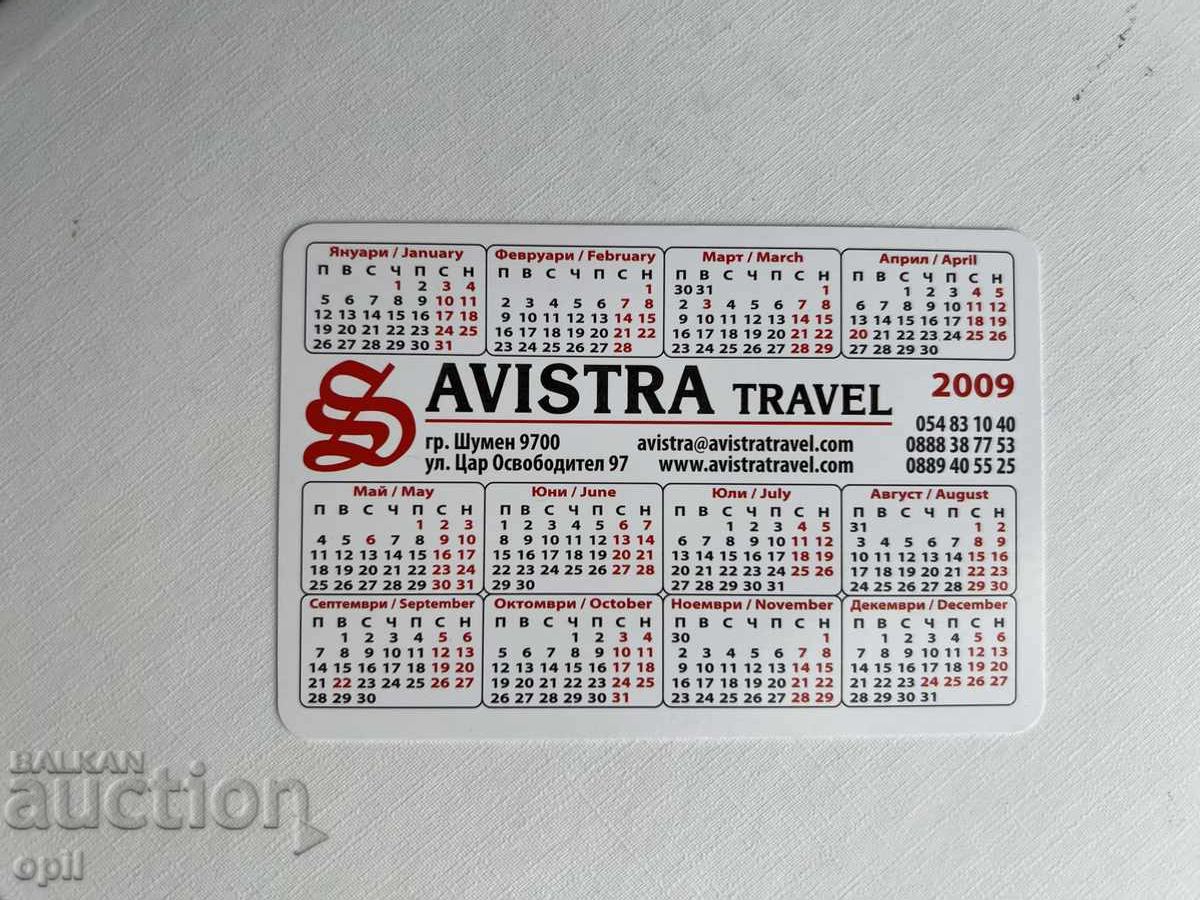 Януари / January
П В С Ч П С Н
1 2 3 4
5 6 7 8 9 10 11
12 13 14 15 16 17 18
19 20 21 22 23 24 25
26 27 28 29 30 31
Февруари / February
П В С Ч П С Н
1
2 3 4 5 6 7 8
9 10 11 12 13 14 15
16 17 18 19 20 21 22
23 24 25 26 27 28
Март / March
П В С Ч П С Н
30 31 1
2 3 4 5 6 7 8
9 10 11 12 13 14 15
16 17 18 19 20 21 22
23 24 25 26 27 28 29
Април / April
П В С Ч П С Н
1 2 3 4 5
6 7 8 9 10 11 12
13 14 15 16 17 18 19
20 21 22 23 24 25 26
27 28 29 30
S AVISTRA TRAVEL
2009
гр. Шумен 9700
ул. Цар Освободител 97
avistra@avistratravel.com
www.avistratravel.com
054 83 10 40
0888 38 77 53
0889 40 55 25
Май / May
П В С Ч П С Н
1 2 3
4 5 6 7 8 9 10
11 12 13 14 15 16 17
18 19 20 21 22 23 24
25 26 27 28 29 30 31
Юни / June
П В С Ч П С Н
1 2 3 4 5 6 7
8 9 10 11 12 13 14
15 16 17 18 19 20 21
22 23 24 25 26 27 28
29 30
Юли / July
П В С Ч П С Н
1 2 3 4 5
6 7 8 9 10 11 12
13 14 15 16 17 18 19
20 21 22 23 24 25 26
27 28 29 30 31
Август / August
П В С Ч П С Н
31 1 2
3 4 5 6 7 8 9
10 11 12 13 14 15 16
17 18 19 20 21 22 23
24 25 26 27 28 29 30
Септември / September
П В С Ч П С Н
1 2 3 4 5 6
7 8 9 10 11 12 13
14 15 16 17 18 19 20
21 22 23 24 25 26 27
28 29 30
Октомври / October
П В С Ч П С Н
1 2 3 4
5 6 7 8 9 10 11
12 13 14 15 16 17 18
19 20 21 22 23 24 25
26 27 28 29 30 31
Ноември / November
П В С Ч П С Н
30 1
2 3 4 5 6 7 8
9 10 11 12 13 14 15
16 17 18 19 20 21 22
23 24 25 26 27 28 29
Декември / December
П В С Ч П С Н
1 2 3 4 5 6
7 8 9 10 11 12 13
14 15 16 17 18 19 20
21 22 23 24 25 26 27
28 29 30 31
BALKAN
auction
opil